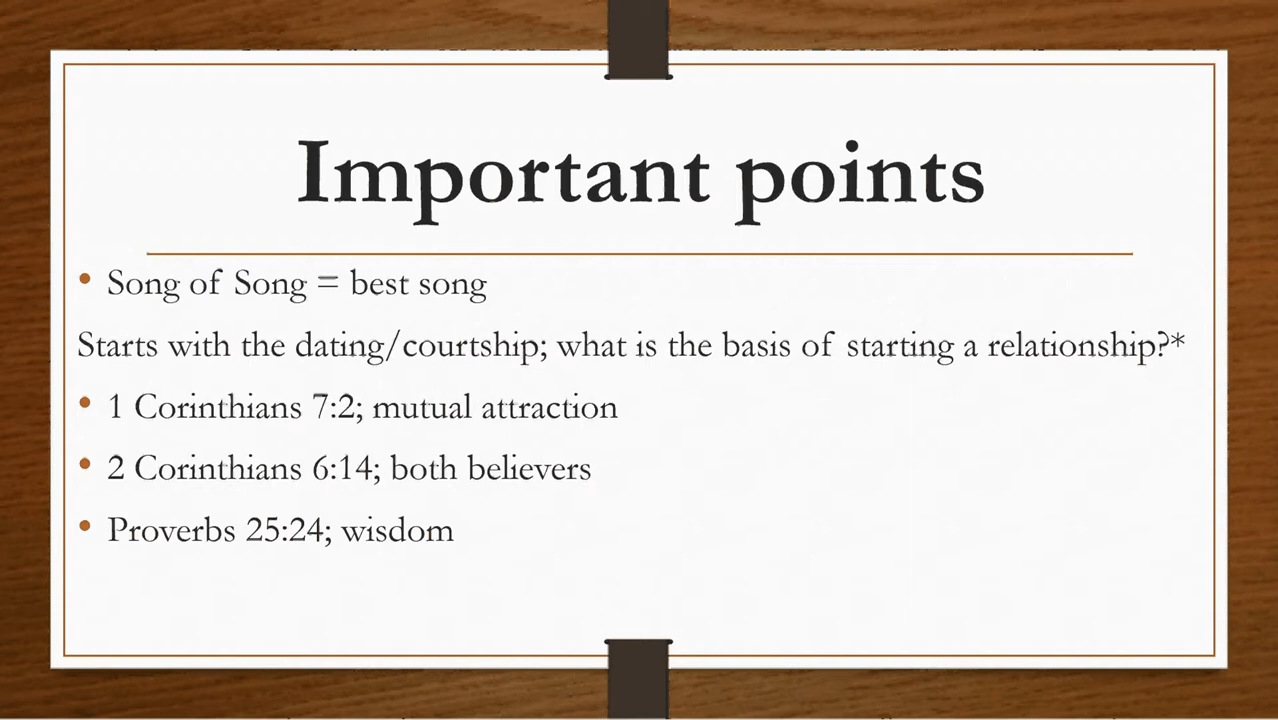 Important points
• Song of Song = best song
Starts with the dating/courtship; what is the basis of starting a relationship?*
• 1 Corinthians 7:2; mutual attraction
• 2 Corinthians 6:14; both believers
• Proverbs 25:24; wisdom